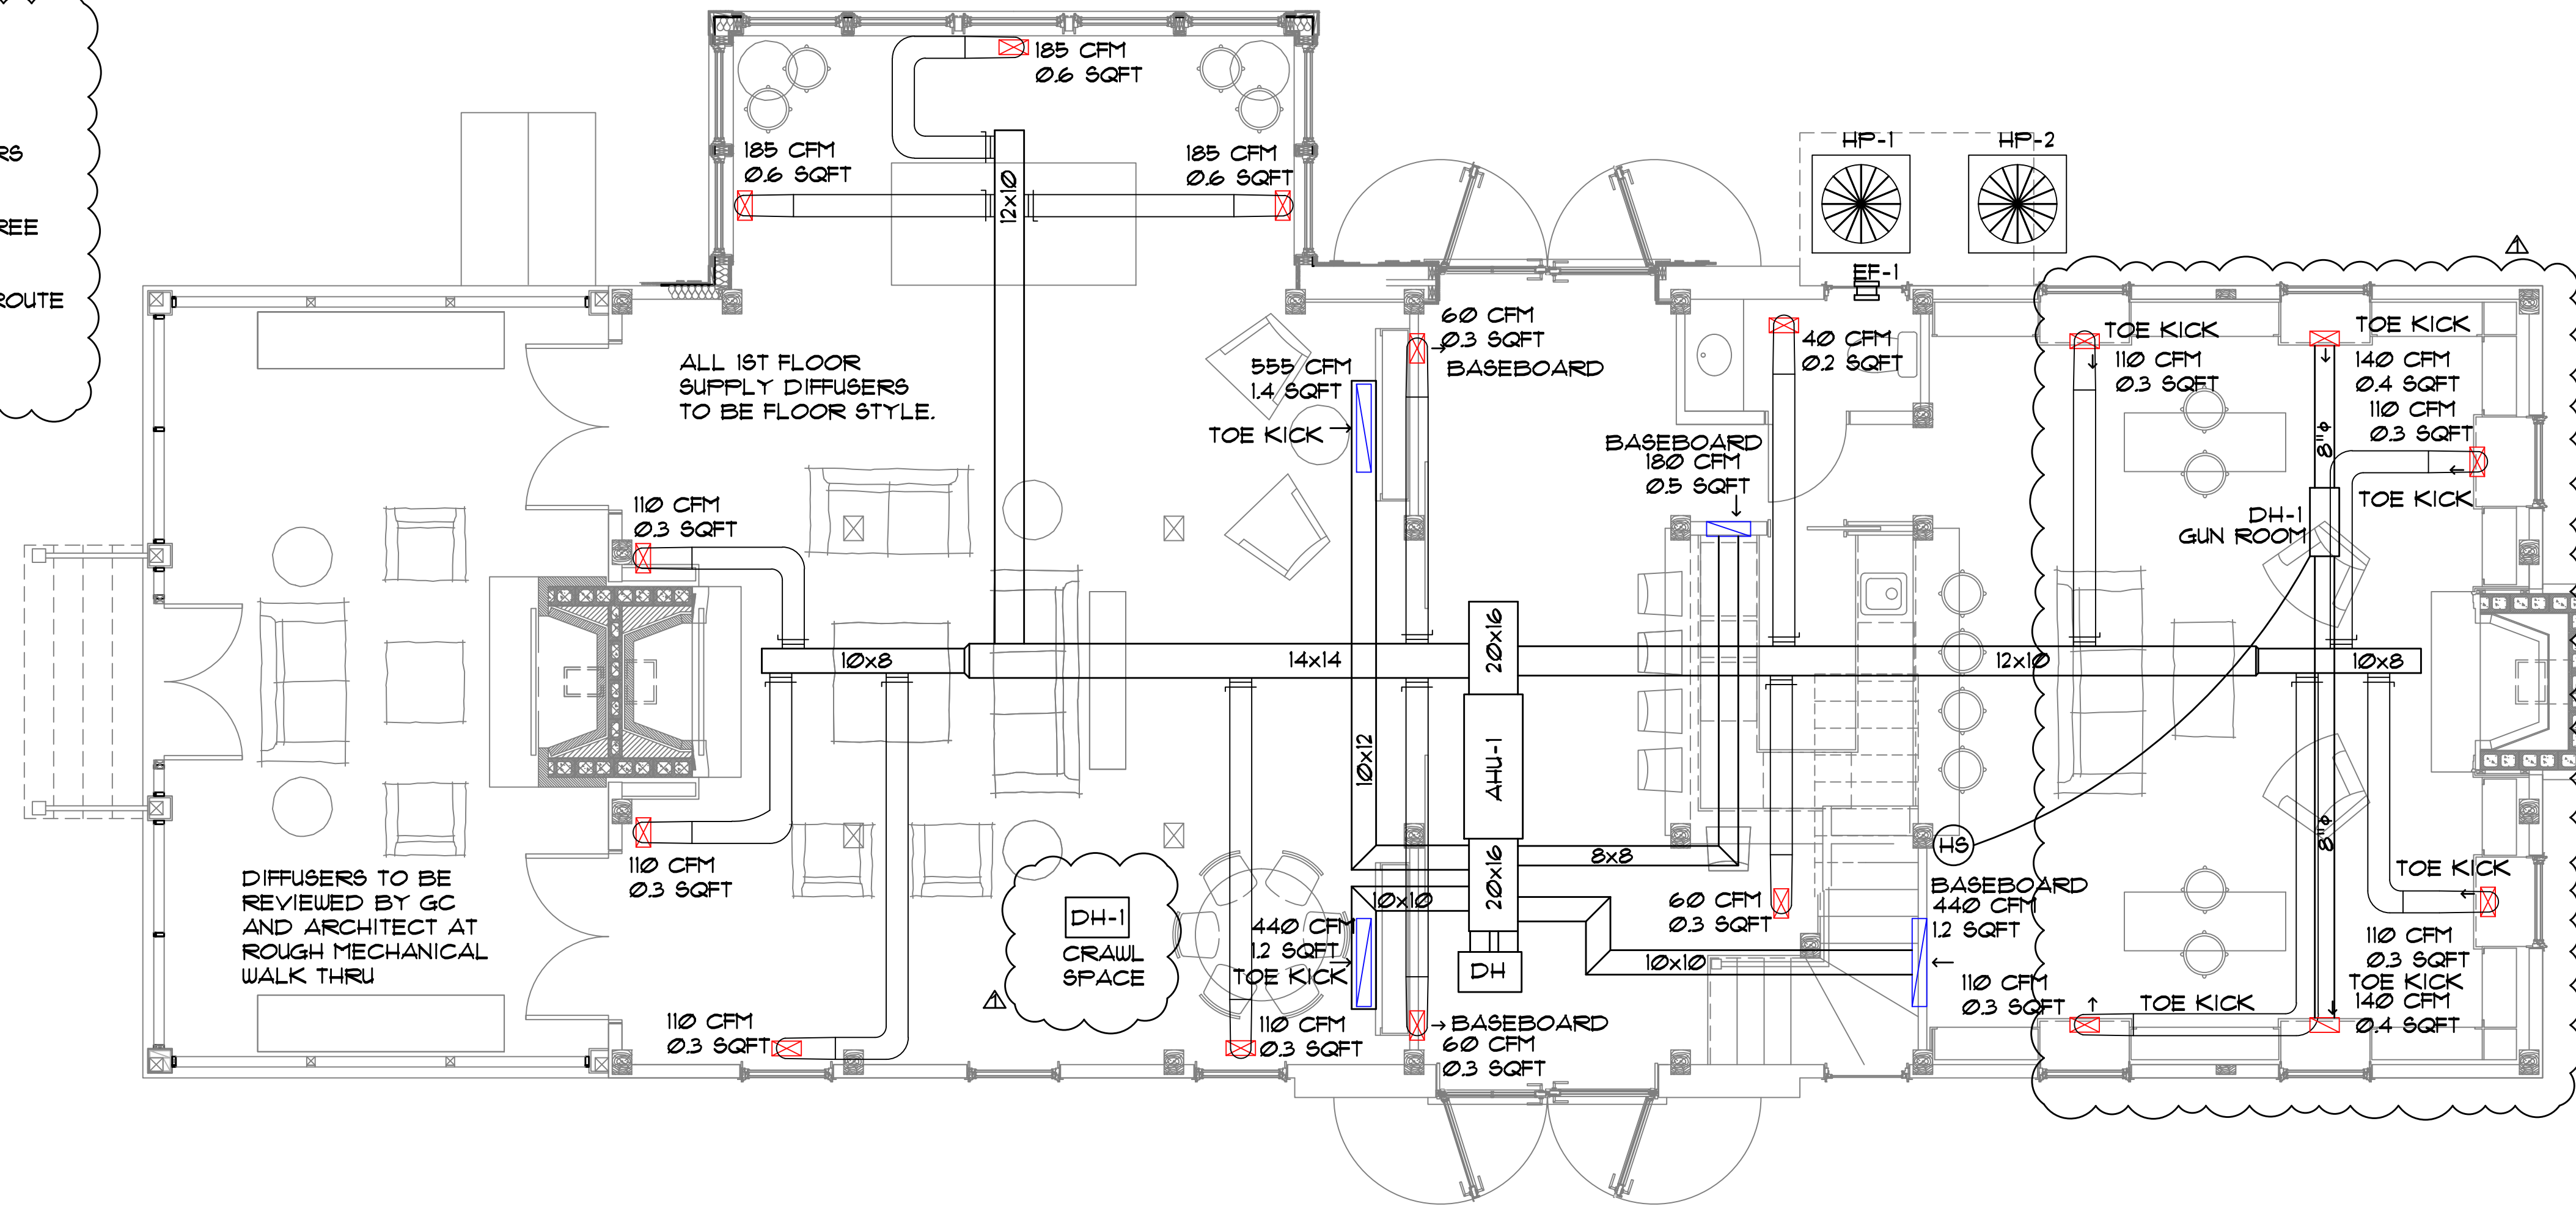 RS
REE
ROUTE
185 CFM
0.6 SQFT
185 CFM
0.6 SQFT
185 CFM
0.6 SQFT
12x10
HP-1
HP-2
EF-1
1
ALL 1ST FLOOR
SUPPLY DIFFUSERS
TO BE FLOOR STYLE.
555 CFM
1.4 SQFT
TOE KICK
60 CFM
0.3 SQFT
BASEBOARD
40 CFM
0.2 SQFT
BASEBOARD
180 CFM
0.5 SQFT
TOE KICK
110 CFM
0.3 SQFT
TOE KICK
140 CFM
0.4 SQFT
110 CFM
0.3 SQFT
TOE KICK
8"φ
DH-1
GUN ROOM
110 CFM
0.3 SQFT
10x8
14x14
20x16
12x10
10x8
10x12
AHU-1
8x8
HS
8"φ
110 CFM
0.3 SQFT
DIFFUSERS TO BE
REVIEWED BY GC
AND ARCHITECT AT
ROUGH MECHANICAL
WALK THRU
DH-1
CRAWL
SPACE
1
10x10
20x16
440 CFM
1.2 SQFT
TOE KICK
DH
60 CFM
0.3 SQFT
10x10
BASEBOARD
440 CFM
1.2 SQFT
TOE KICK
110 CFM
0.3 SQFT
110 CFM
0.3 SQFT
TOE KICK
TOE KICK
140 CFM
0.4 SQFT
110 CFM
0.3 SQFT
110 CFM
0.3 SQFT
BASEBOARD
60 CFM
0.3 SQFT